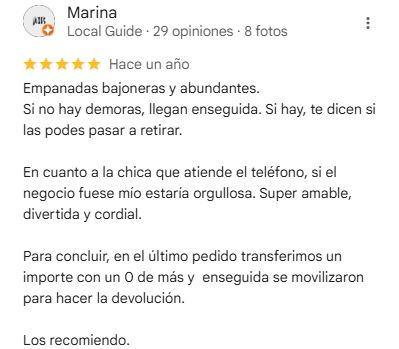 Marina
Local Guide · 29 opiniones · 8 fotos
Hace un año
Empanadas bajoneras y abundantes.
Si no hay demoras, llegan enseguida. Si hay, te dicen si
las podes pasar a retirar.
En cuanto a la chica que atiende el teléfono, si el
negocio fuese mío estaría orgullosa. Super amable,
divertida y cordial.
Para concluir, en el último pedido transferimos un
importe con un 0 de más y  enseguida se movilizaron
para hacer la devolución.
Los recomiendo.